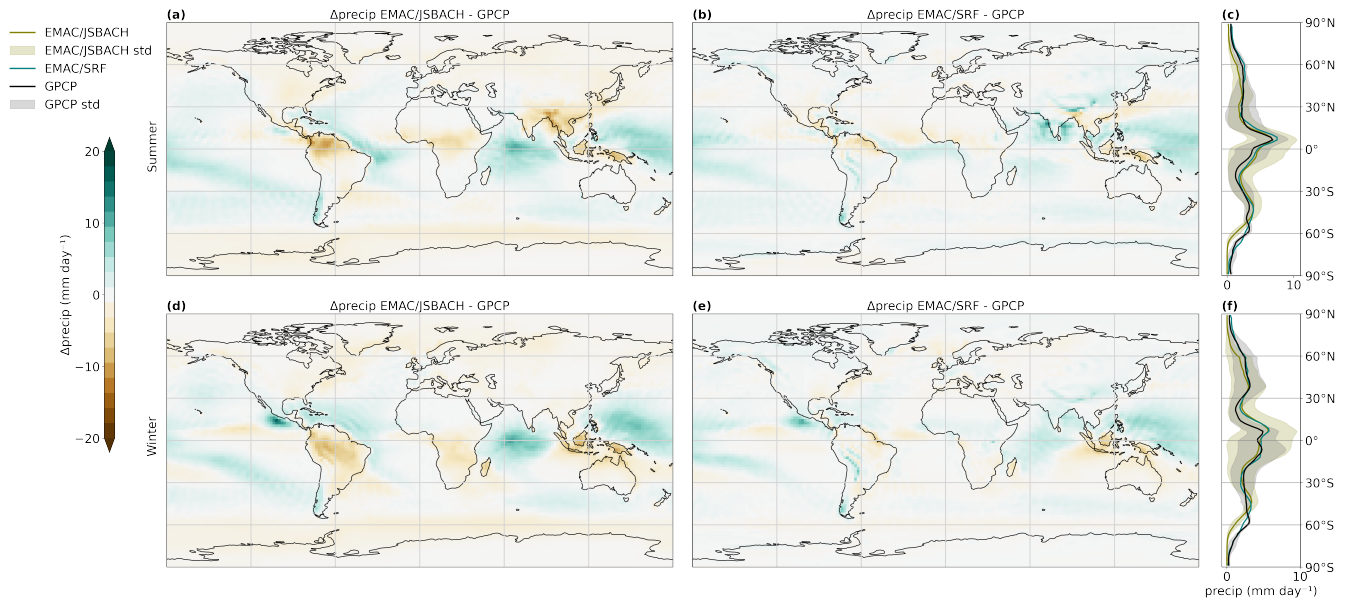 (a) Δprecip EMAC/JSBACH - GPCP
(b) Δprecip EMAC/SRF - GPCP
(c)
EMAC/JSBACH
EMAC/JSBACH std
EMAC/SRF
GPCP
GPCP std
20
10
0
−10
−20
Δprecip (mm day⁻¹)
Summer
90°N
60°N
30°N
0°
30°S
60°S
90°S
0 10
(d) Δprecip EMAC/JSBACH - GPCP
(e) Δprecip EMAC/SRF - GPCP
(f)
Winter
90°N
60°N
30°N
0°
30°S
60°S
90°S
0 10
precip (mm day⁻¹)